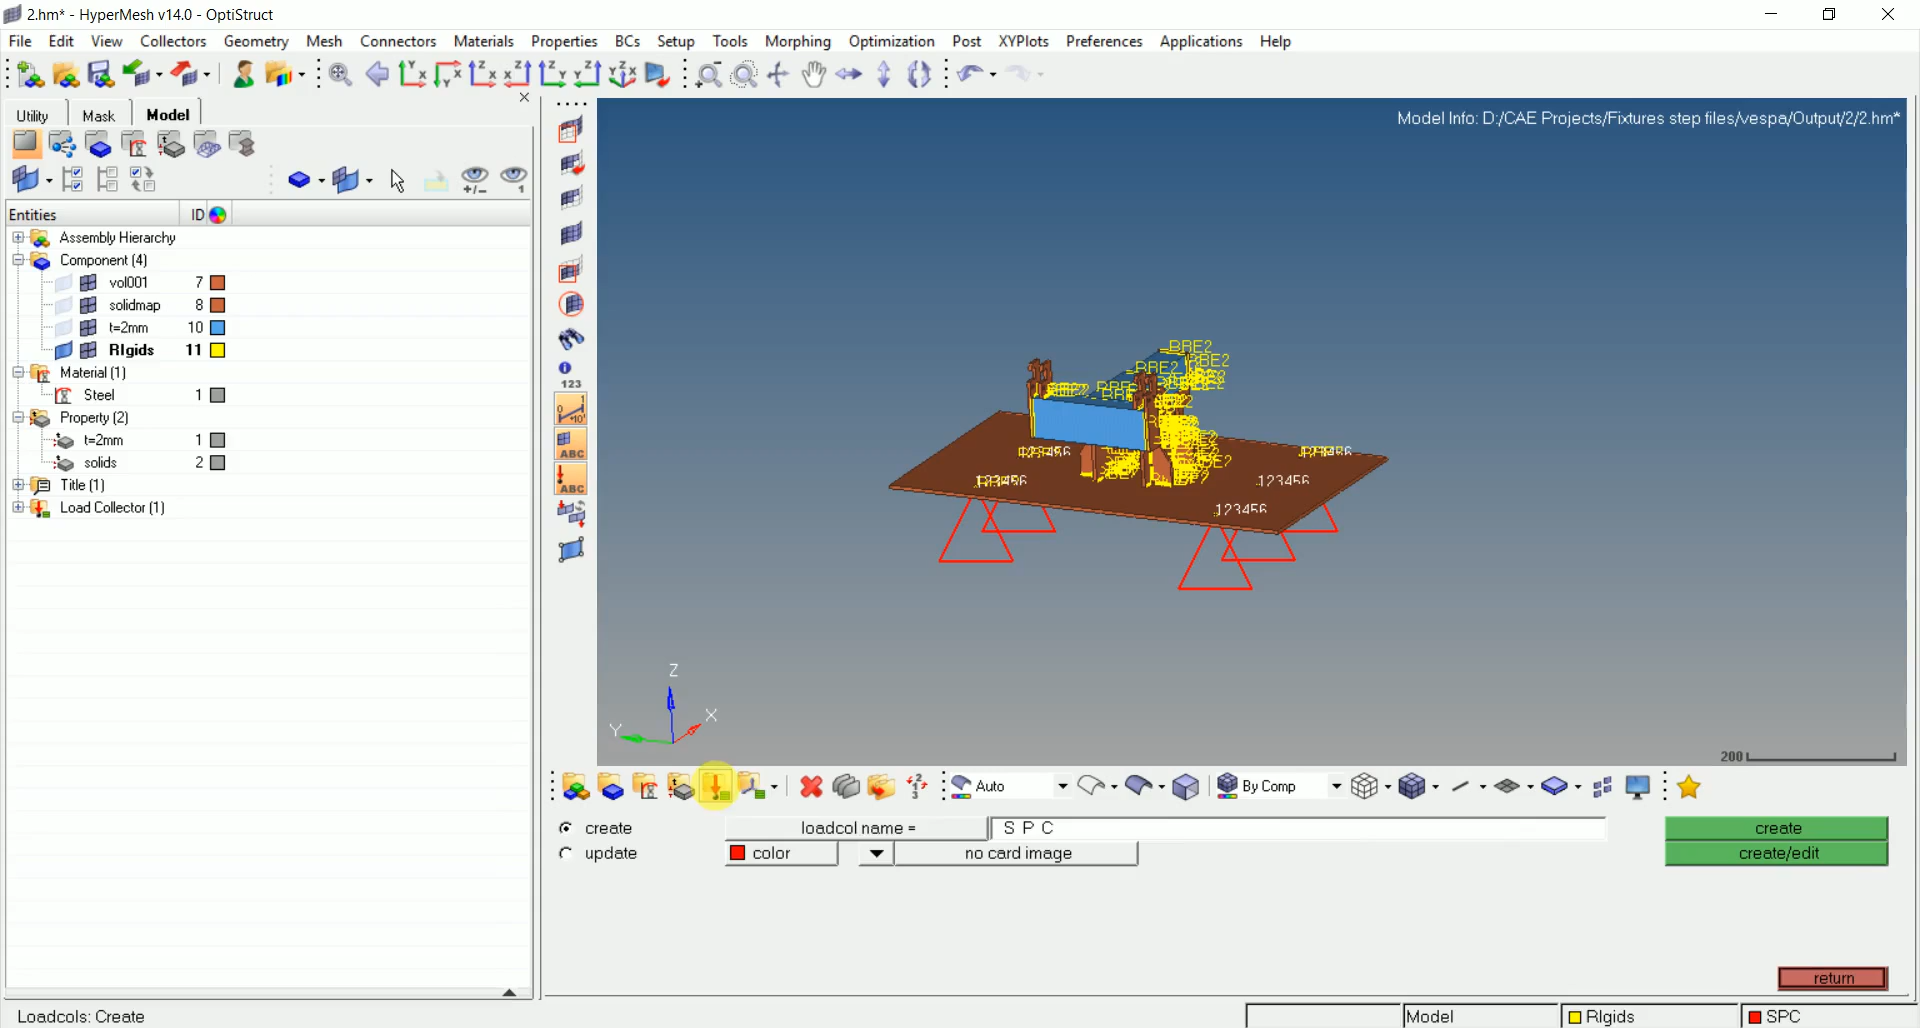 2.hm* - HyperMesh v14.0 - OptiStruct
File Edit View Collectors Geometry Mesh Connectors Materials Properties BCs Setup Tools Morphing Optimization Post XYPlots Preferences Applications Help
Utility Mask Model
Model Info: D:/CAE Projects/Fixtures step files/vespa/Output/2/2.hm*
Entities ID
Assembly Hierarchy
Component (4)
vol001 7
solidmap 8
t=2mm 10
RIgids 11
Material (1)
Steel 1
Property (2)
t=2mm 1
solids 2
Title (1)
Load Collector (1)
123
ABC
ABC
RBE2
RBE2
RBE2
123456
123456
123456
Z
X
Y
200
Auto
By Comp
create
loadcol name =
S P C
create
update
color
no card image
create/edit
return
Loadcols: Create
Model
RIgids
SPC